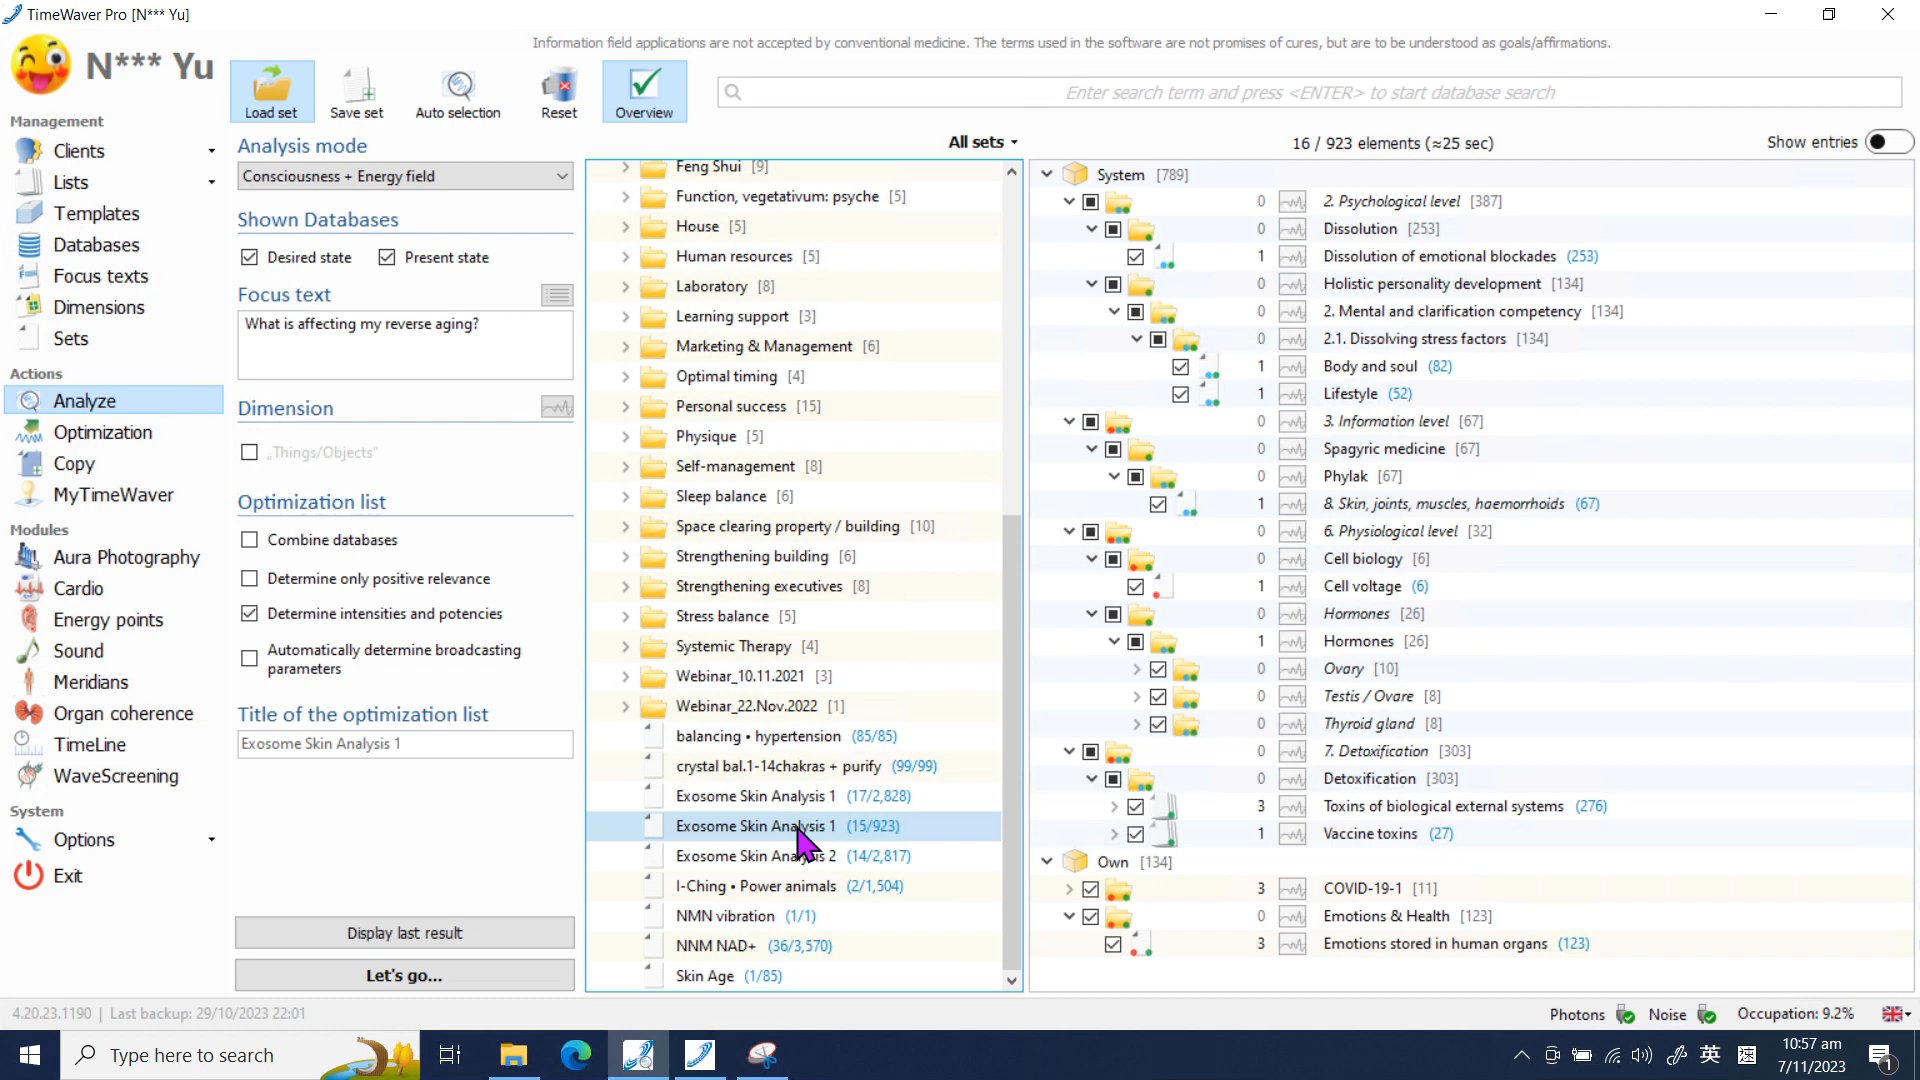 TimeWaver Pro [N*** Yu]
Information field applications are not accepted by conventional medicine. The terms used in the software are not promises of cures, but are to be understood as goals/affirmations.
N*** Yu
Load set
Save set
Auto selection
Reset
Overview
Enter search term and press <ENTER> to start database search
Management
Clients
Lists
Templates
Databases
Focus texts
Dimensions
Sets
Actions
Analyze
Optimization
Copy
MyTimeWaver
Modules
Aura Photography
Cardio
Energy points
Sound
Meridians
Organ coherence
TimeLine
WaveScreening
System
Options
Exit
Analysis mode
Consciousness + Energy field
Shown Databases
Desired state
Present state
Focus text
What is affecting my reverse aging?
Dimension
„Things/Objects"
Optimization list
Combine databases
Determine only positive relevance
Determine intensities and potencies
Automatically determine broadcasting
parameters
Title of the optimization list
Exosome Skin Analysis 1
Display last result
Let's go...
All sets
Feng Shui [9]
Function, vegetativum: psyche [5]
House [5]
Human resources [5]
Laboratory [8]
Learning support [3]
Marketing & Management [6]
Optimal timing [4]
Personal success [15]
Physique [5]
Self-management [8]
Sleep balance [6]
Space clearing property / building [10]
Strengthening building [6]
Strengthening executives [8]
Stress balance [5]
Systemic Therapy [4]
Webinar_10.11.2021 [3]
Webinar_22.Nov.2022 [1]
balancing • hypertension (85/85)
crystal bal.1-14chakras + purify (99/99)
Exosome Skin Analysis 1 (17/2,828)
Exosome Skin Analysis 1 (15/923)
Exosome Skin Analysis 2 (14/2,817)
I-Ching • Power animals (2/1,504)
NMN vibration (1/1)
NNM NAD+ (36/3,570)
Skin Age (1/85)
16 / 923 elements (≈25 sec)
Show entries
System [789]
0 2. Psychological level [387]
0 Dissolution [253]
1 Dissolution of emotional blockades (253)
0 Holistic personality development [134]
0 2. Mental and clarification competency [134]
0 2.1. Dissolving stress factors [134]
1 Body and soul (82)
1 Lifestyle (52)
0 3. Information level [67]
0 Spagyric medicine [67]
0 Phylak [67]
1 8. Skin, joints, muscles, haemorrhoids (67)
0 6. Physiological level [32]
0 Cell biology [6]
1 Cell voltage (6)
0 Hormones [26]
1 Hormones [26]
0 Ovary [10]
0 Testis / Ovare [8]
0 Thyroid gland [8]
0 7. Detoxification [303]
0 Detoxification [303]
3 Toxins of biological external systems (276)
1 Vaccine toxins (27)
Own [134]
3 COVID-19-1 [11]
0 Emotions & Health [123]
3 Emotions stored in human organs (123)
4.20.23.1190 | Last backup: 29/10/2023 22:01
Photons
Noise
Occupation: 9.2%
Type here to search
英
10:57 am
7/11/2023
1